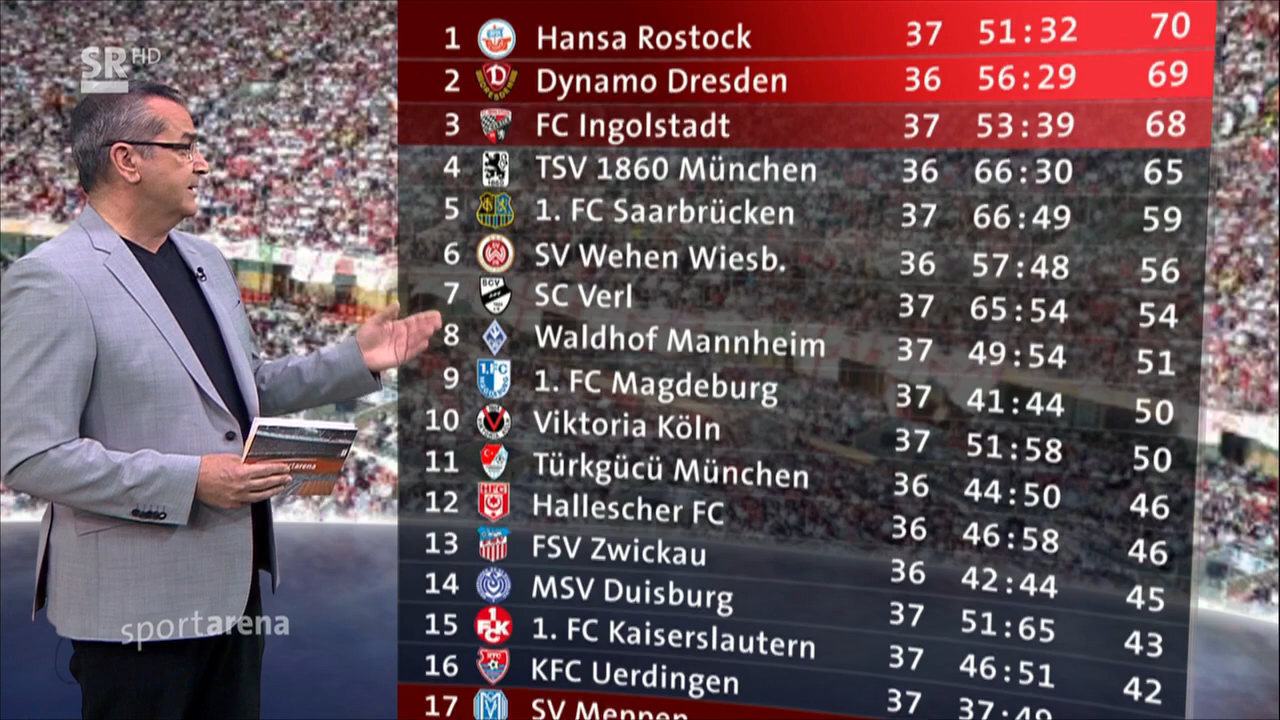 SR HD
1 Hansa Rostock 37 51:32 70
2 Dynamo Dresden 36 56:29 69
3 FC Ingolstadt 37 53:39 68
4 TSV 1860 München 36 66:30 65
5 1. FC Saarbrücken 37 66:49 59
6 SV Wehen Wiesb. 36 57:48 56
7 SC Verl 37 65:54 54
8 Waldhof Mannheim 37 49:54 51
9 1. FC Magdeburg 37 41:44 50
10 Viktoria Köln 37 51:58 50
11 Türkgücü München 36 44:50 46
12 Hallescher FC 36 46:58 46
13 FSV Zwickau 36 42:44 45
14 MSV Duisburg 37 51:65 43
15 1. FC Kaiserslautern 37 46:51 42
16 KFC Uerdingen 37 37:49
17 SV Meppen
sportarena